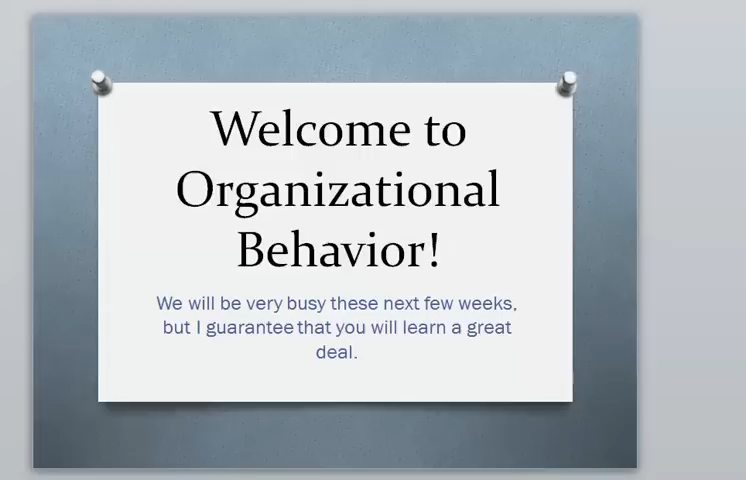 Welcome to
Organizational
Behavior!
We will be very busy these next few weeks,
but I guarantee that you will learn a great
deal.